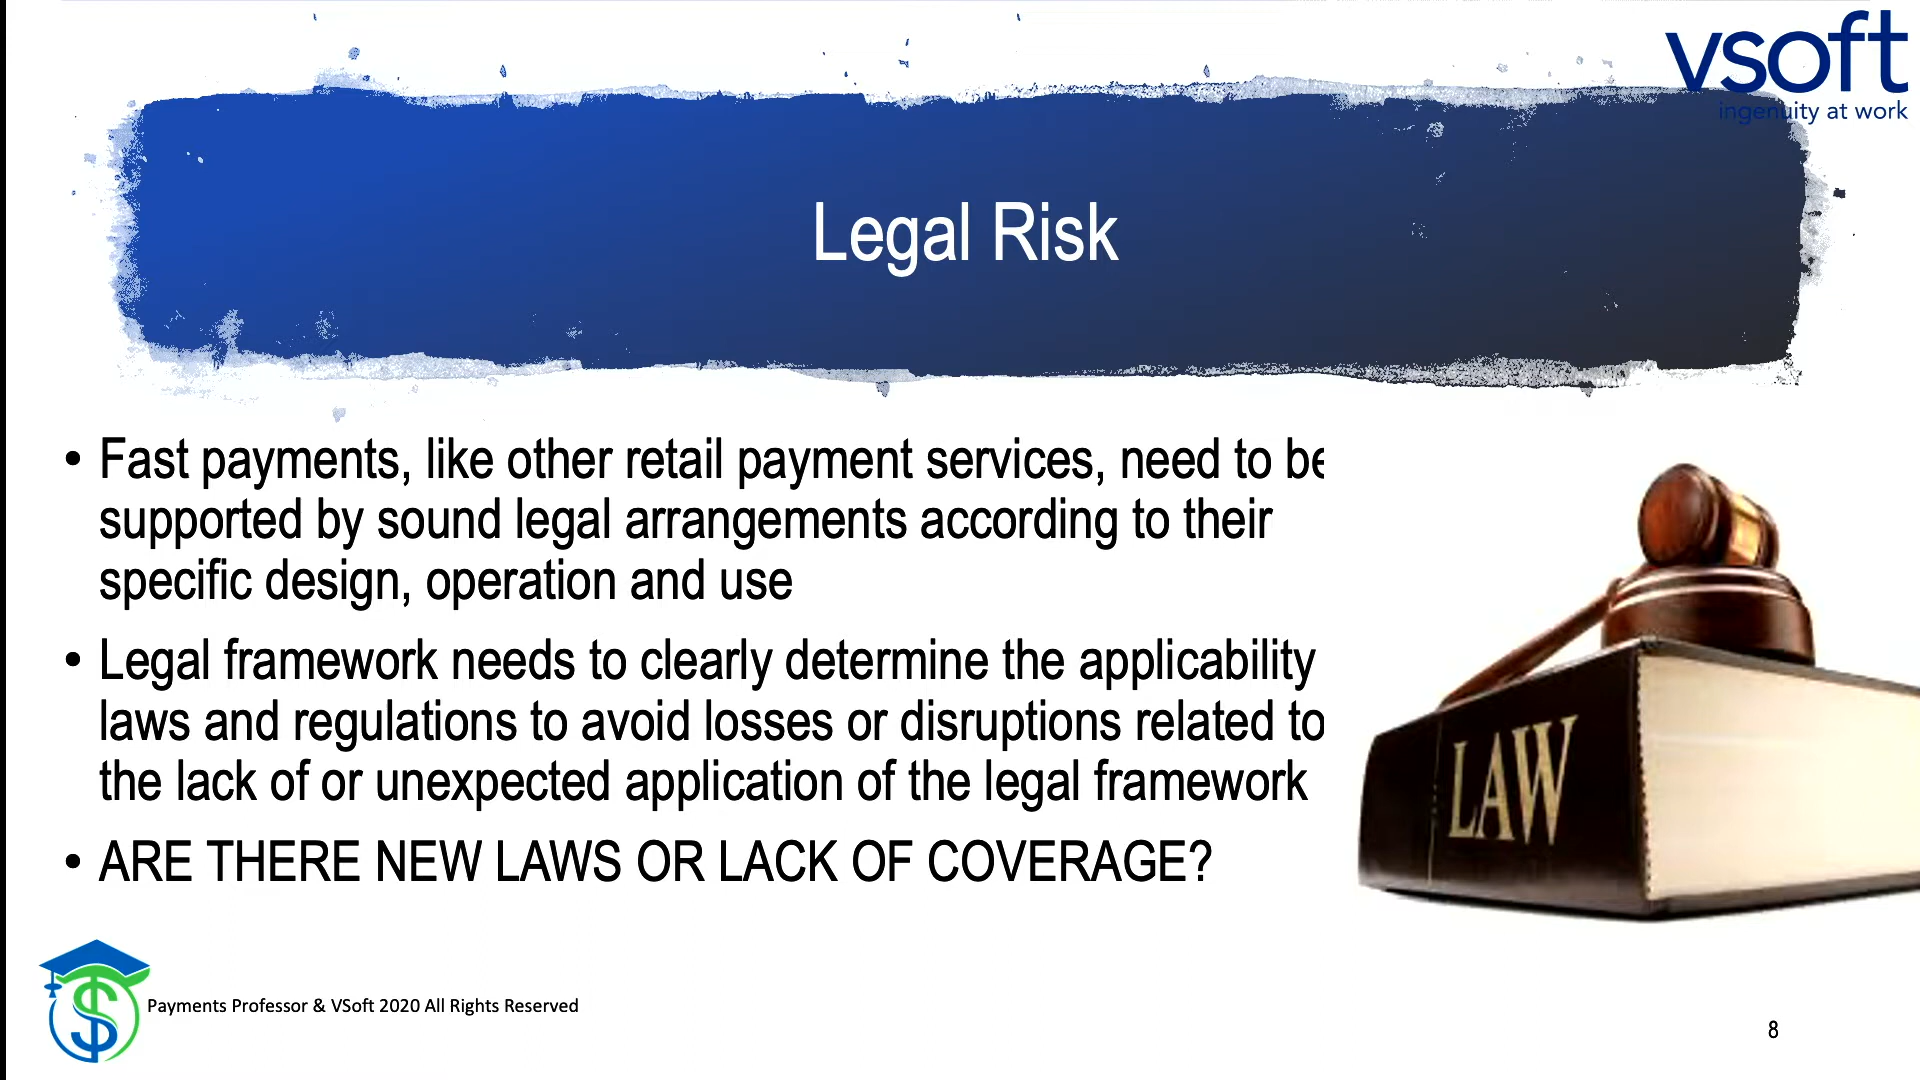 vsoft
ingenuity at work
Legal Risk
• Fast payments, like other retail payment services, need to be
supported by sound legal arrangements according to their
specific design, operation and use
• Legal framework needs to clearly determine the applicability
laws and regulations to avoid losses or disruptions related to
the lack of or unexpected application of the legal framework
• ARE THERE NEW LAWS OR LACK OF COVERAGE?
LAW
$
Payments Professor & VSoft 2020 All Rights Reserved
8